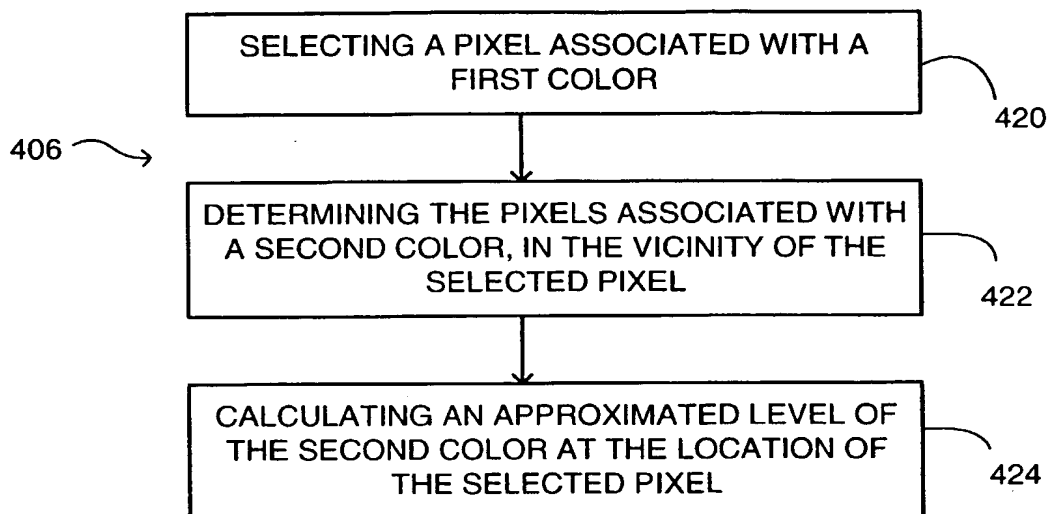 SELECTING A PIXEL ASSOCIATED WITH A
FIRST COLOR
420
406
DETERMINING THE PIXELS ASSOCIATED WITH
A SECOND COLOR, IN THE VICINITY OF THE
SELECTED PIXEL
422
CALCULATING AN APPROXIMATED LEVEL OF
THE SECOND COLOR AT THE LOCATION OF
THE SELECTED PIXEL
424